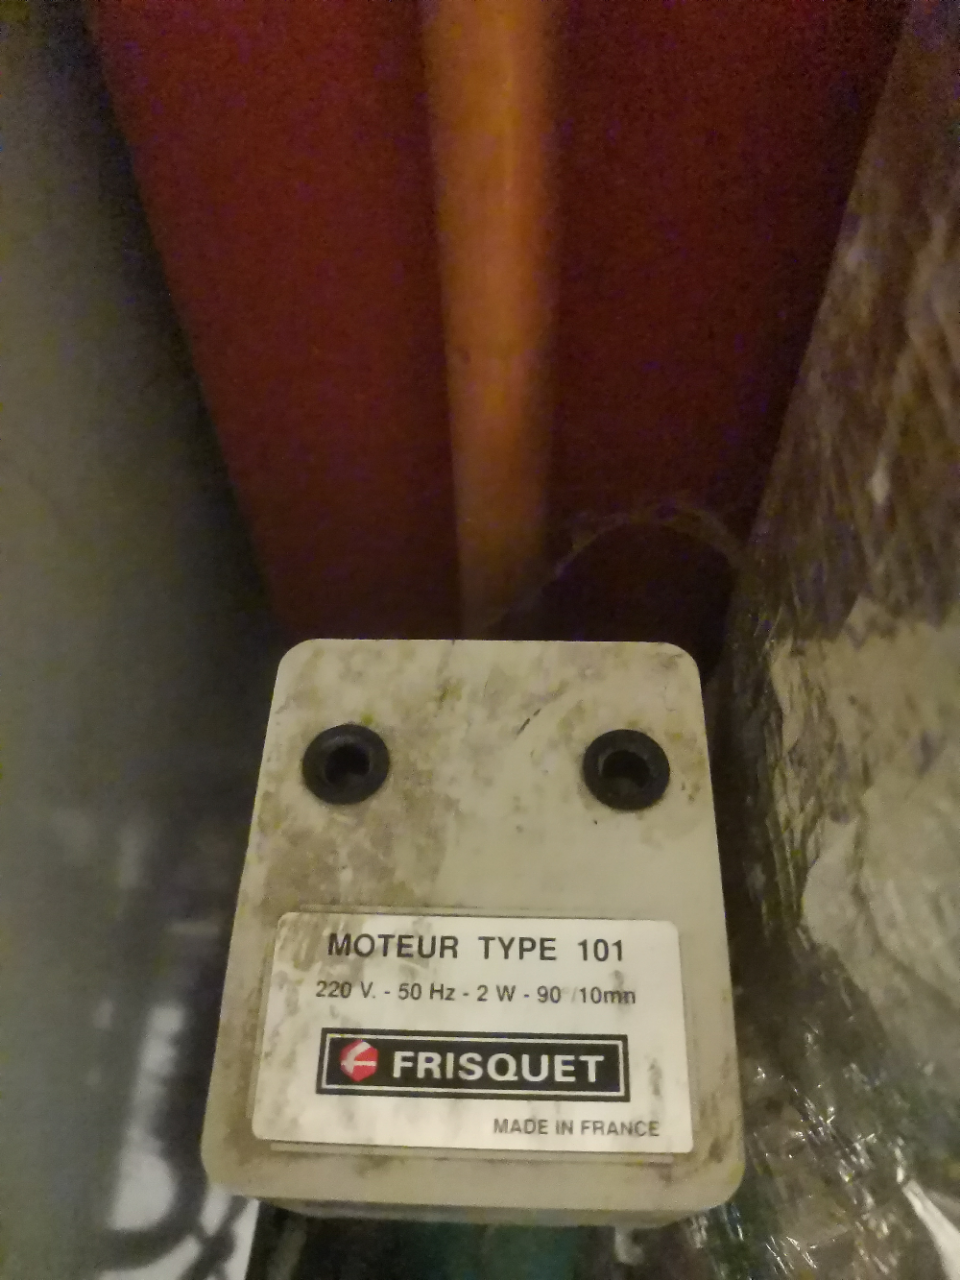 MOTEUR TYPE 101
220 V. - 50 Hz - 2 W - 90° /10mn
FRISQUET
MADE IN FRANCE